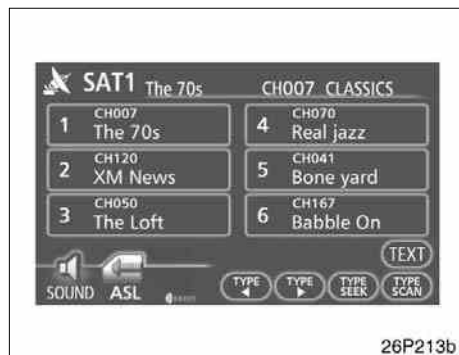 SAT1 The 70s CH007 CLASSICS
1 CH007 The 70s
4 CH070 Real jazz
2 CH120 XM News
5 CH041 Bone yard
3 CH050 The Loft
6 CH167 Babble On
TEXT
SOUND ASL TYPE TYPE TYPE SEEK TYPE SCAN
26P213b